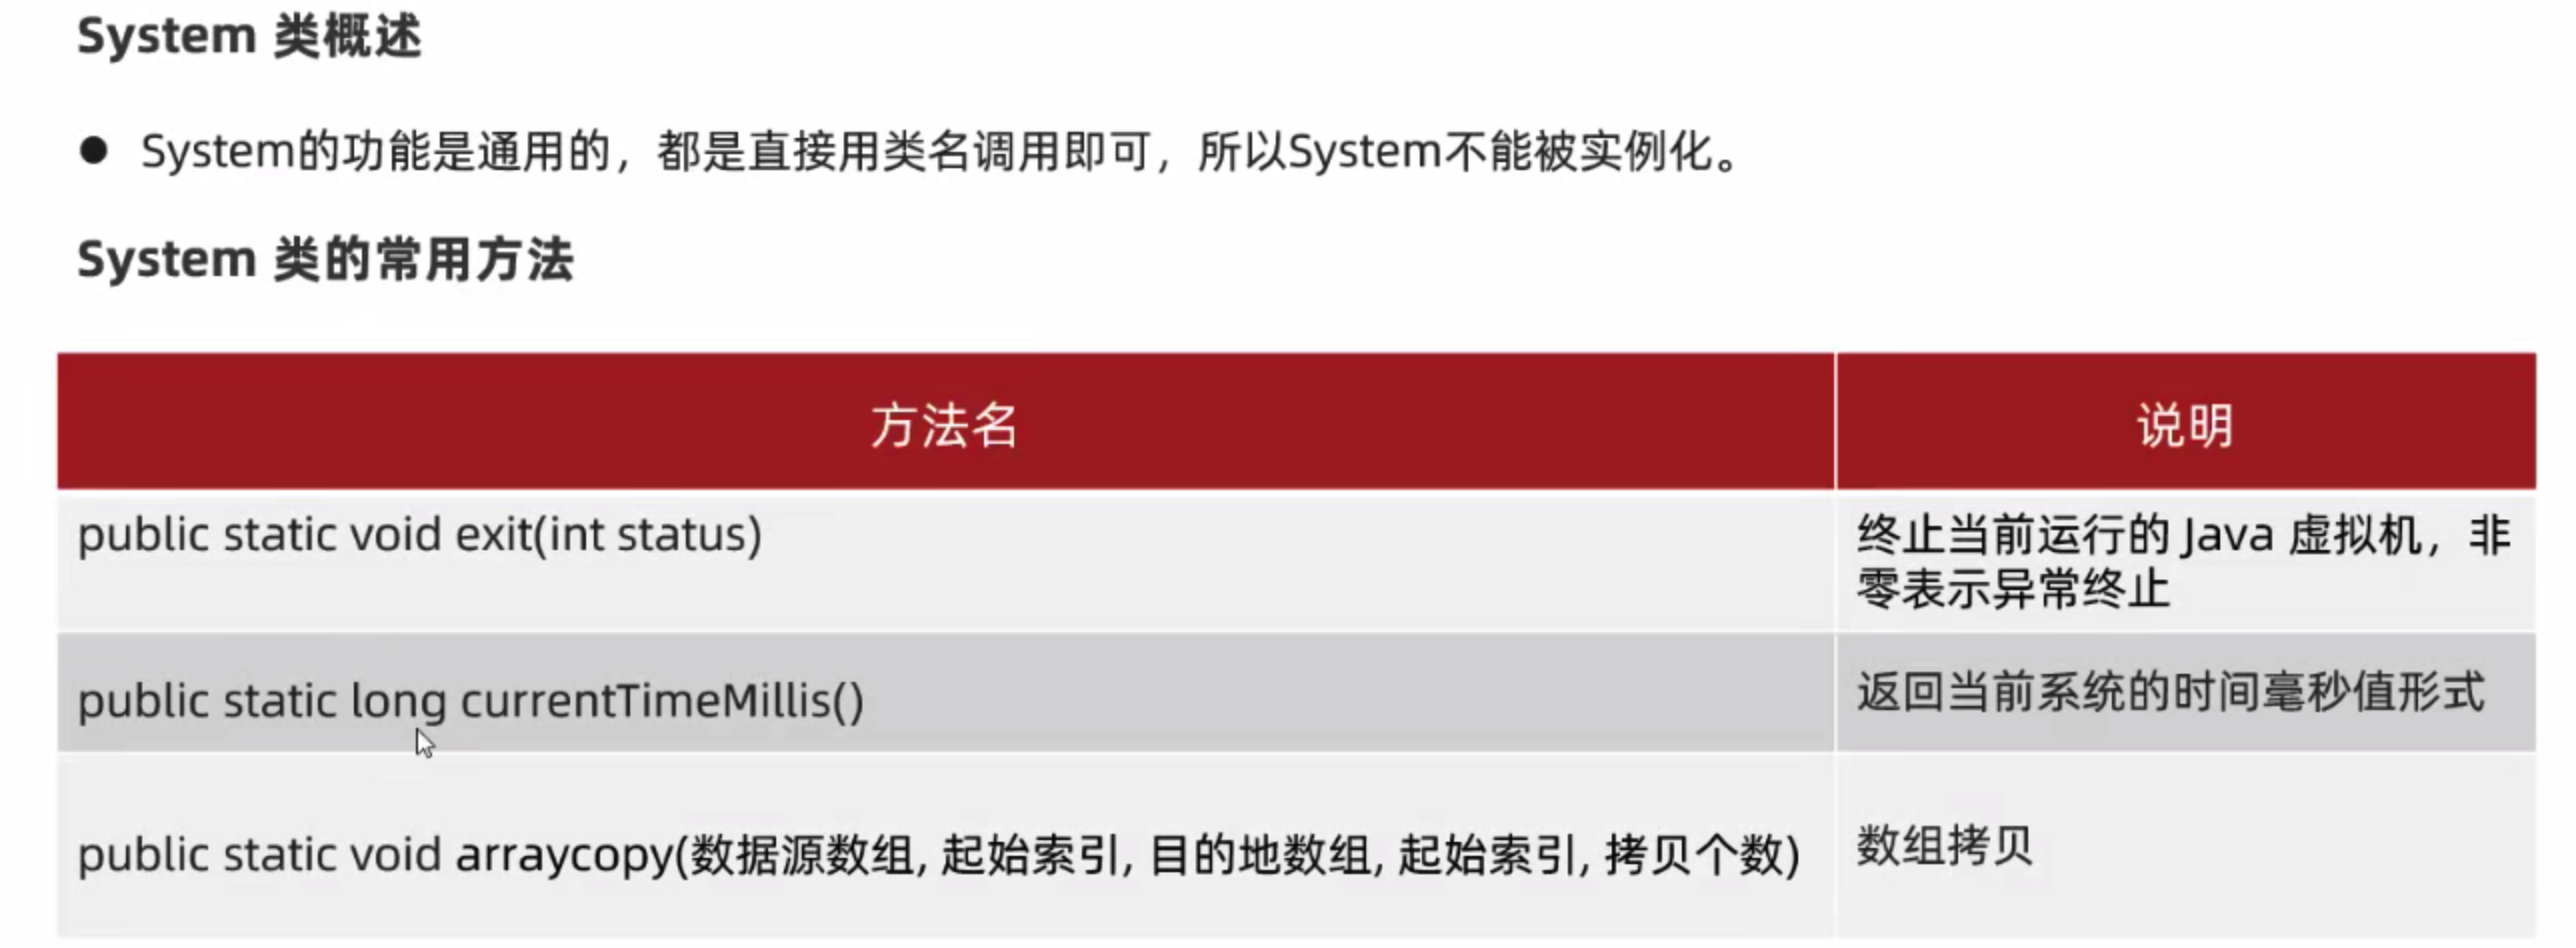 System 类概述
● System的功能是通用的，都是直接用类名调用即可，所以System不能被实例化。
System 类的常用方法
方法名 说明
public static void exit(int status) 终止当前运行的 Java 虚拟机，非
零表示异常终止
public static long currentTimeMillis() 返回当前系统的时间毫秒值形式
public static void arraycopy(数据源数组, 起始索引, 目的地数组, 起始索引, 拷贝个数) 数组拷贝